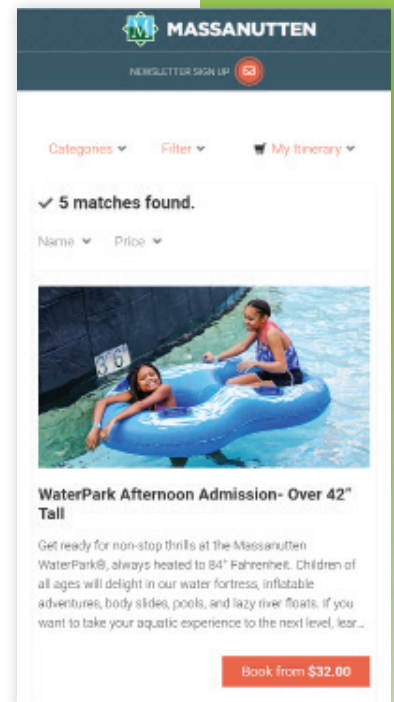 MASSANUTTEN
NEWSLETTER SIGN UP
Categories
Filter
My Itinerary
5 matches found.
Name
Price
3'6"
WaterPark Afternoon Admission- Over 42"
Tall
Get ready for non-stop thrills at the Massanutten
WaterPark®, always heated to 84° Fahrenheit. Children of
all ages will delight in our water fortress, inflatable
adventures, body slides, pools, and lazy river floats. If you
want to take your aquatic experience to the next level, lear...
Book from $32.00